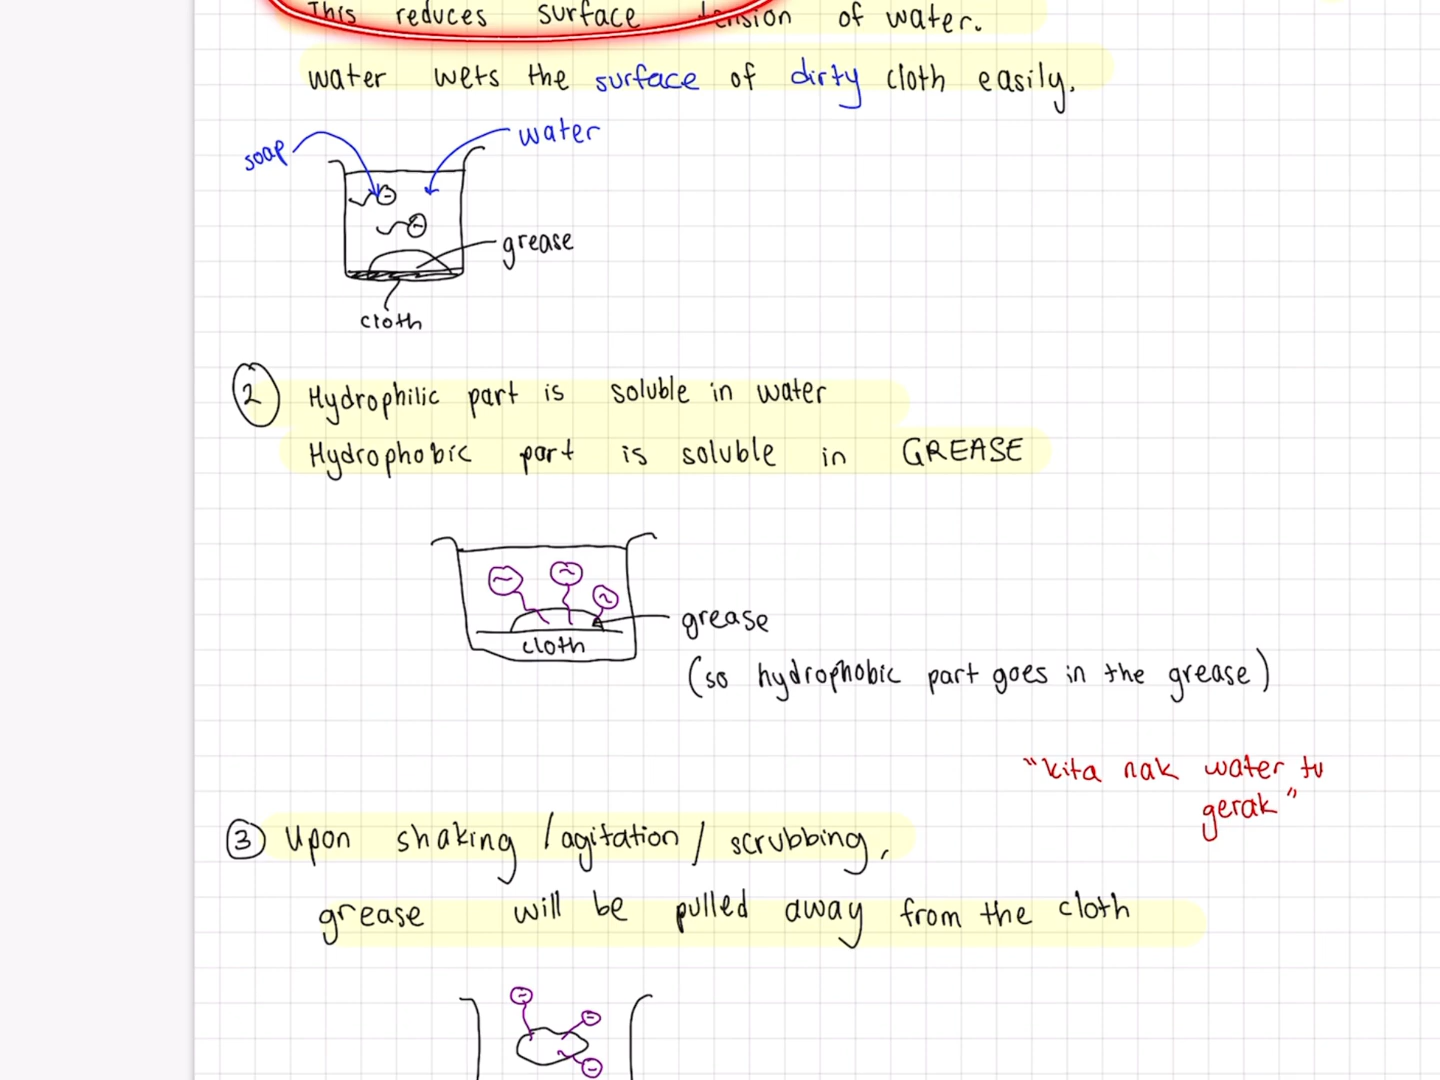 This reduces surface tension of water.
water wets the surface of dirty cloth easily.
soap
water
grease
cloth
2 Hydrophilic part is soluble in water
Hydrophobic part is soluble in GREASE
grease
cloth
(so hydrophobic part goes in the grease)
"kita nak water tu
gerak"
3 Upon shaking / agitation / scrubbing,
grease will be pulled away from the cloth